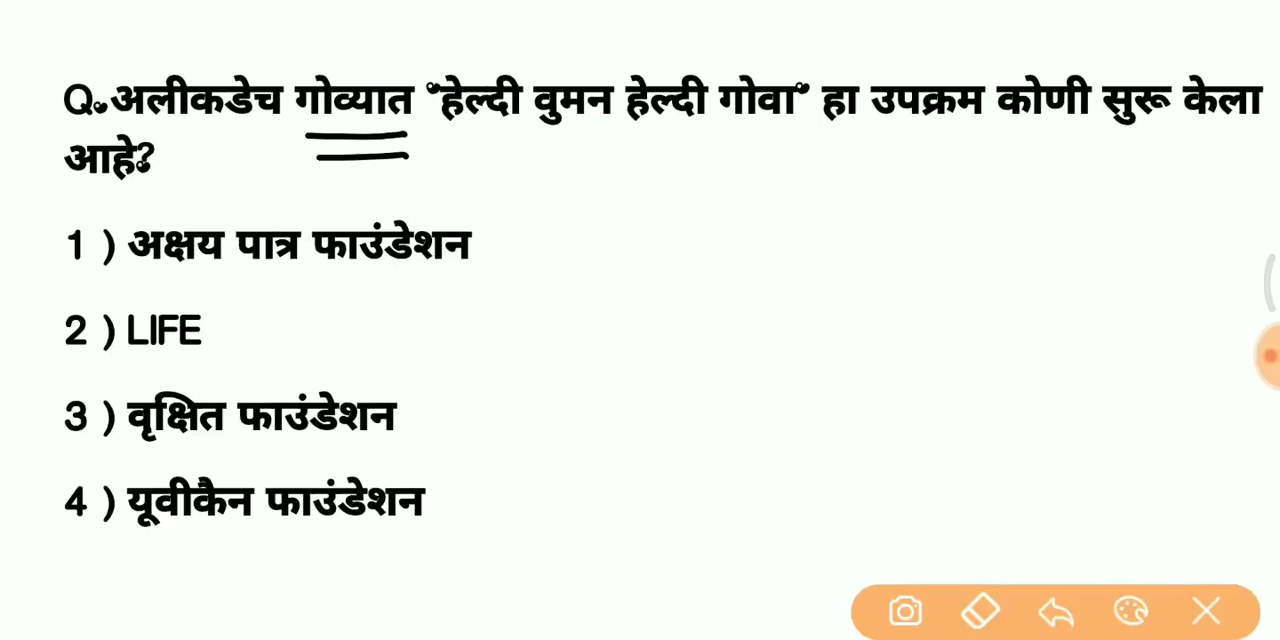 Q. अलीकडेच गोव्यात "हेल्दी वुमन हेल्दी गोवा" हा उपक्रम कोणी सुरू केला
आहे?
1 ) अक्षय पात्र फाउंडेशन
2 ) LIFE
3 ) वृक्षित फाउंडेशन
4 ) यूवीकैन फाउंडेशन